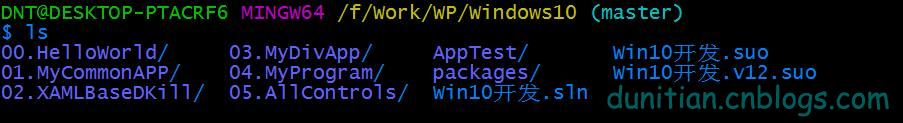 DNT@DESKTOP-PTACRF6 MINGW64 /f/Work/WP/Windows10 (master)
$ ls
00.HelloWorld/ 03.MyDivApp/ AppTest/ Win10开发.suo
01.MyCommonAPP/ 04.MyProgram/ packages/ Win10开发.v12.suo
02.XAMLBaseDKill/ 05.AllControls/ Win10开发.sln
dunitian.cnblogs.com